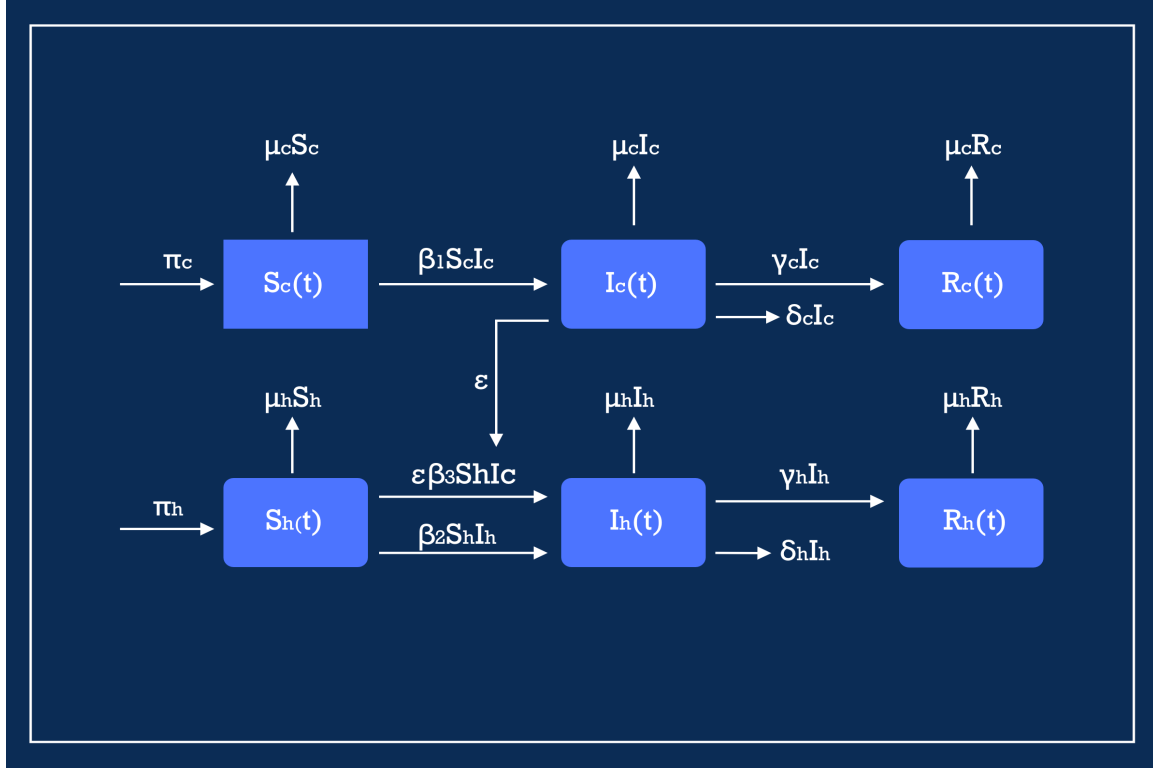 μcSc
μcIc
μcRc
πc
Sc(t)
β1ScIc
Ic(t)
γcIc
Rc(t)
δcIc
ε
μhSh
μhIh
μhRh
πh
Sh(t)
εβ3ShIc
β2ShIh
Ih(t)
γhIh
δhIh
Rh(t)